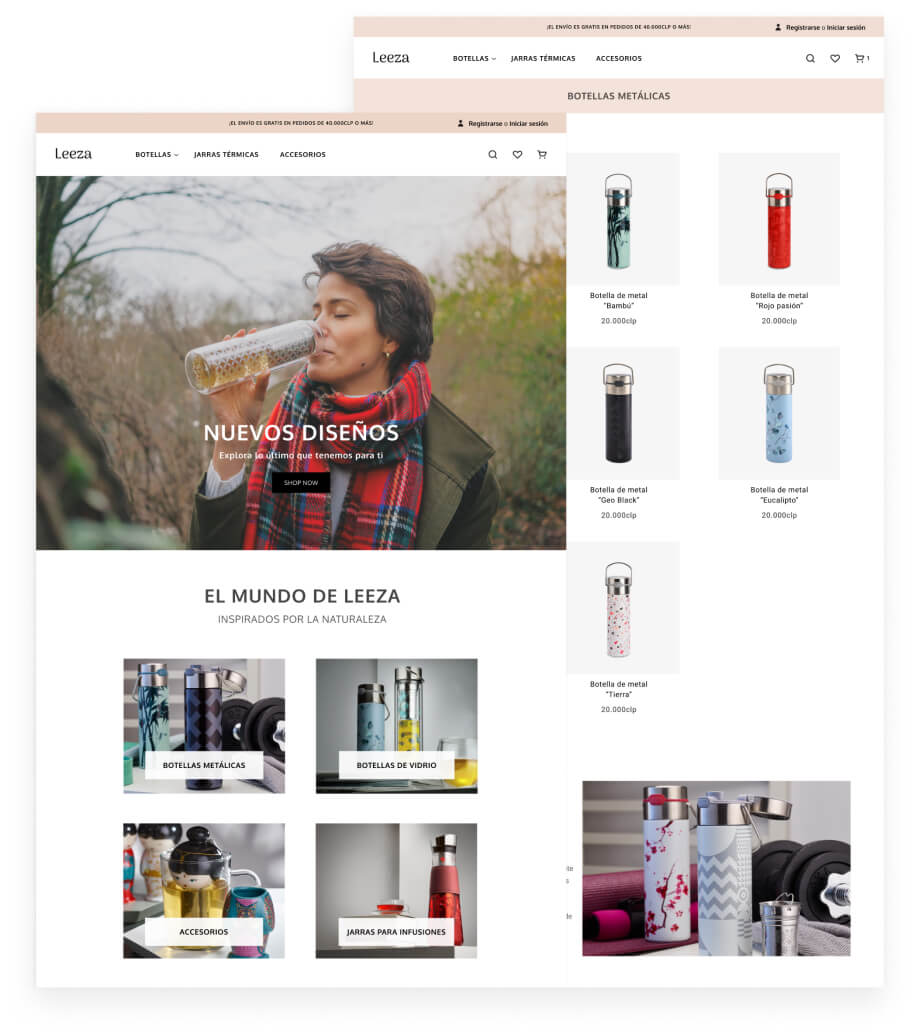 ¡EL ENVÍO ES GRATIS EN PEDIDOS DE 40.000CLP O MÁS!
Registrarse o Iniciar sesión
Leeza
BOTELLAS
JARRAS TÉRMICAS
ACCESORIOS
1
BOTELLAS METÁLICAS
Botella de metal
"Bambú"
20.000clp
Botella de metal
"Rojo pasión"
20.000clp
Botella de metal
"Geo Black"
20.000clp
Botella de metal
"Eucalipto"
20.000clp
Botella de metal
"Tierra"
20.000clp
¡EL ENVÍO ES GRATIS EN PEDIDOS DE 40.000CLP O MÁS!
Registrarse o Iniciar sesión
Leeza
BOTELLAS
JARRAS TÉRMICAS
ACCESORIOS
NUEVOS DISEÑOS
Explora lo último que tenemos para ti
SHOP NOW
EL MUNDO DE LEEZA
INSPIRADOS POR LA NATURALEZA
BOTELLAS METÁLICAS
BOTELLAS DE VIDRIO
ACCESORIOS
JARRAS PARA INFUSIONES